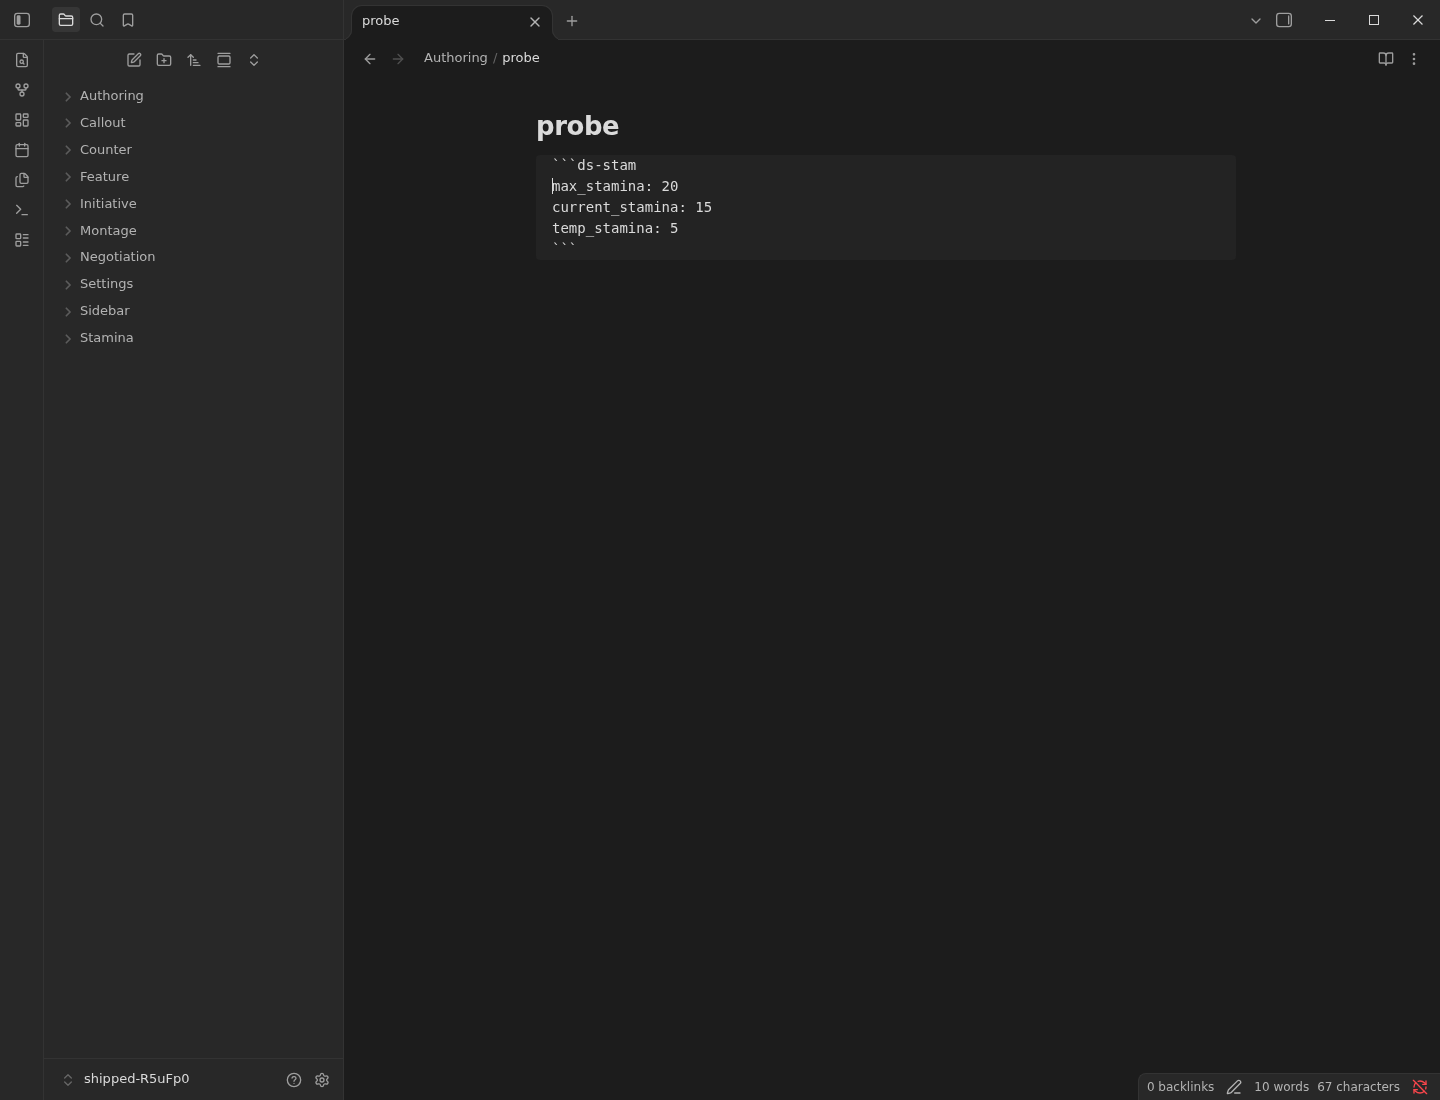 probe
Authoring / probe
Authoring
Callout
Counter
Feature
Initiative
Montage
Negotiation
Settings
Sidebar
Stamina
probe
```ds-stam
max_stamina: 20
current_stamina: 15
temp_stamina: 5
```
shipped-R5uFp0
0 backlinks
10 words 67 characters